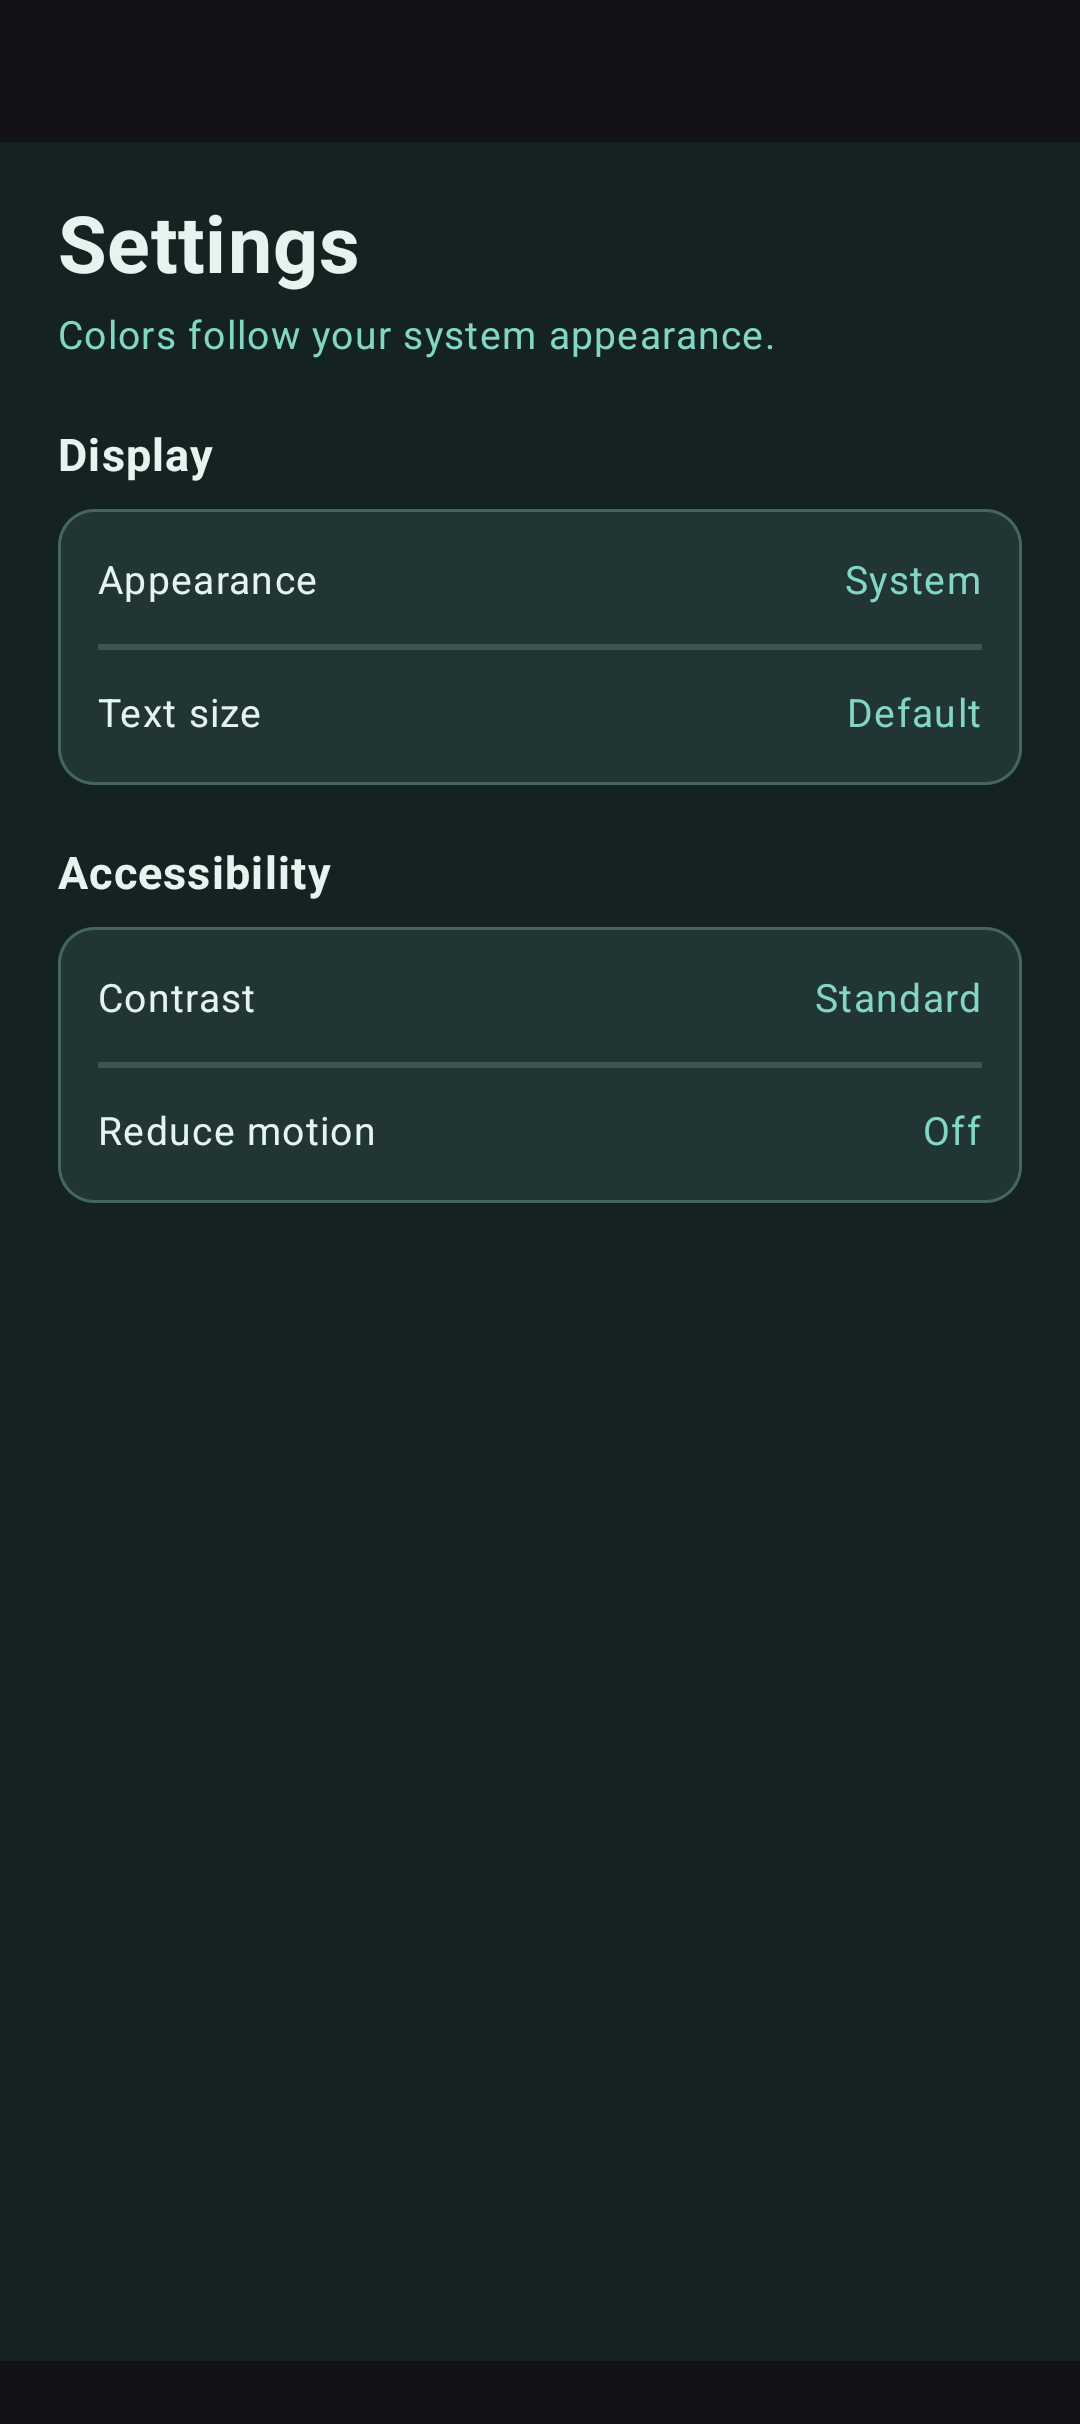 Settings
Colors follow your system appearance.
Display
Appearance System
Text size Default
Accessibility
Contrast Standard
Reduce motion Off